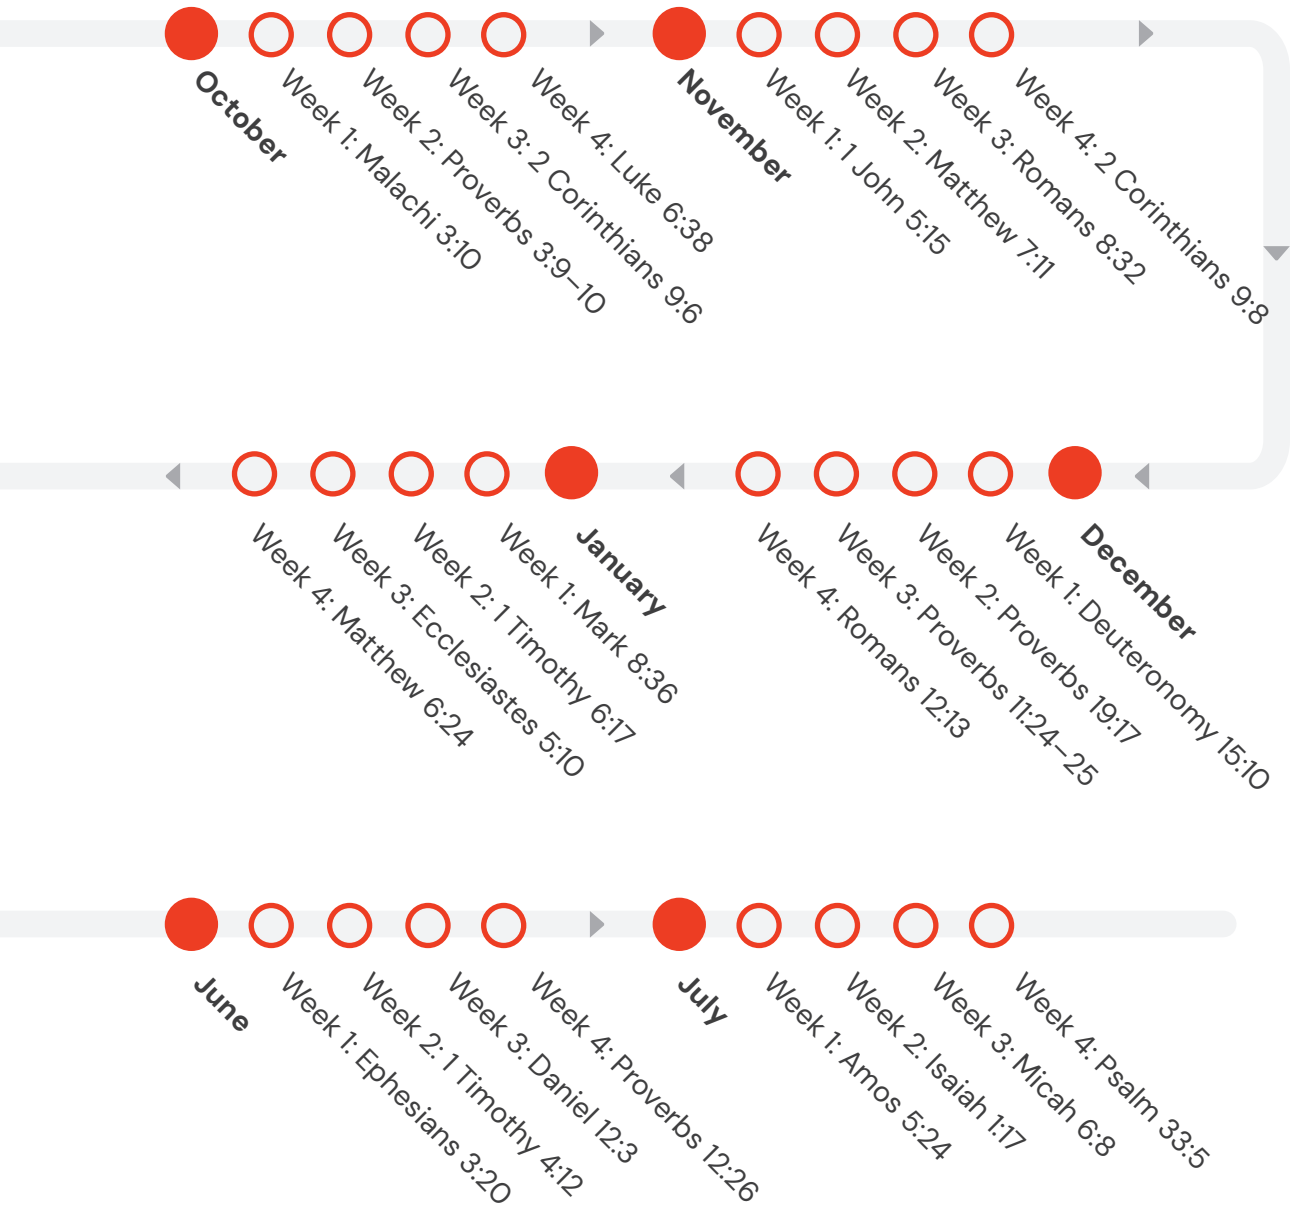 October
Week 1: Malachi 3:10
Week 2: Proverbs 3:9–10
Week 3: 2 Corinthians 9:6
Week 4: Luke 6:38
November
Week 1: 1 John 5:15
Week 2: Matthew 7:11
Week 3: Romans 8:32
Week 4: 2 Corinthians 9:8
December
Week 1: Deuteronomy 15:10
Week 2: Proverbs 19:17
Week 3: Proverbs 11:24–25
Week 4: Romans 12:13
January
Week 1: Mark 8:36
Week 2: 1 Timothy 6:17
Week 3: Ecclesiastes 5:10
Week 4: Matthew 6:24
June
Week 1: Ephesians 3:20
Week 2: 1 Timothy 4:12
Week 3: Daniel 12:3
Week 4: Proverbs 12:26
July
Week 1: Amos 5:24
Week 2: Isaiah 1:17
Week 3: Micah 6:8
Week 4: Psalm 33:5